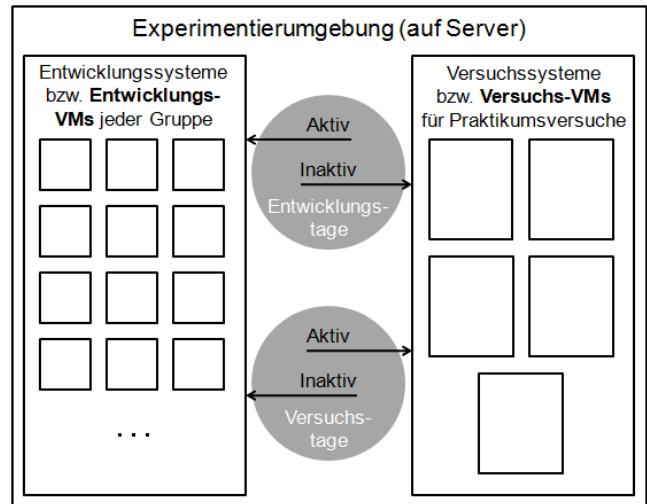 Experimentierumgebung (auf Server)
Entwicklungssysteme
bzw. Entwicklungs-
VMs jeder Gruppe
Aktiv
Inaktiv
Entwicklungs-
tage
Aktiv
Inaktiv
Versuchs-
tage
...
Versuchssysteme
bzw. Versuchs-VMs
für Praktikumsversuche